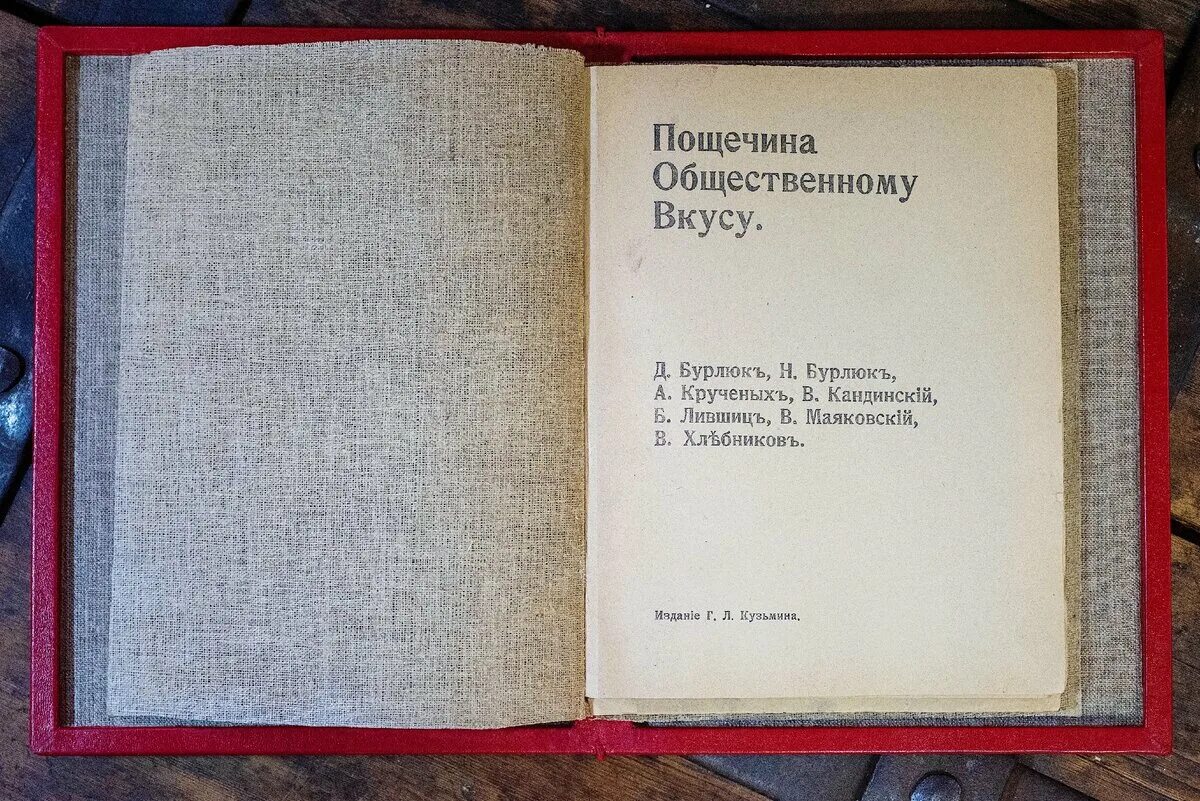 Пощечина
Общественному
Вкусу.
Д. Бурлюкъ, Н. Бурлюкъ,
А. Крученыхъ, В. Кандинскій,
Б. Лившицъ, В. Маяковскій,
В. Хлѣбниковъ.
Изданіе Г. Л. Кузьмина.